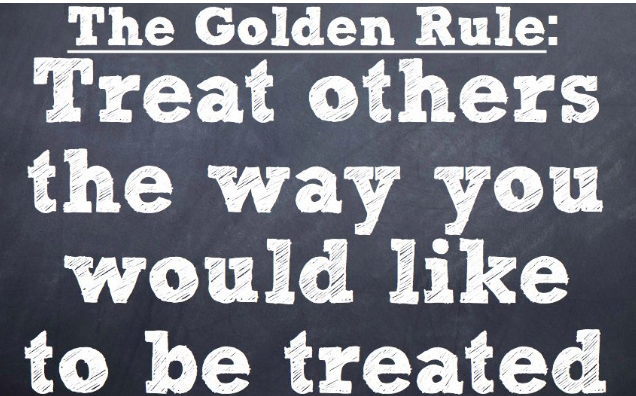 The Golden Rule:
Treat others
the way you
would like
to be treated